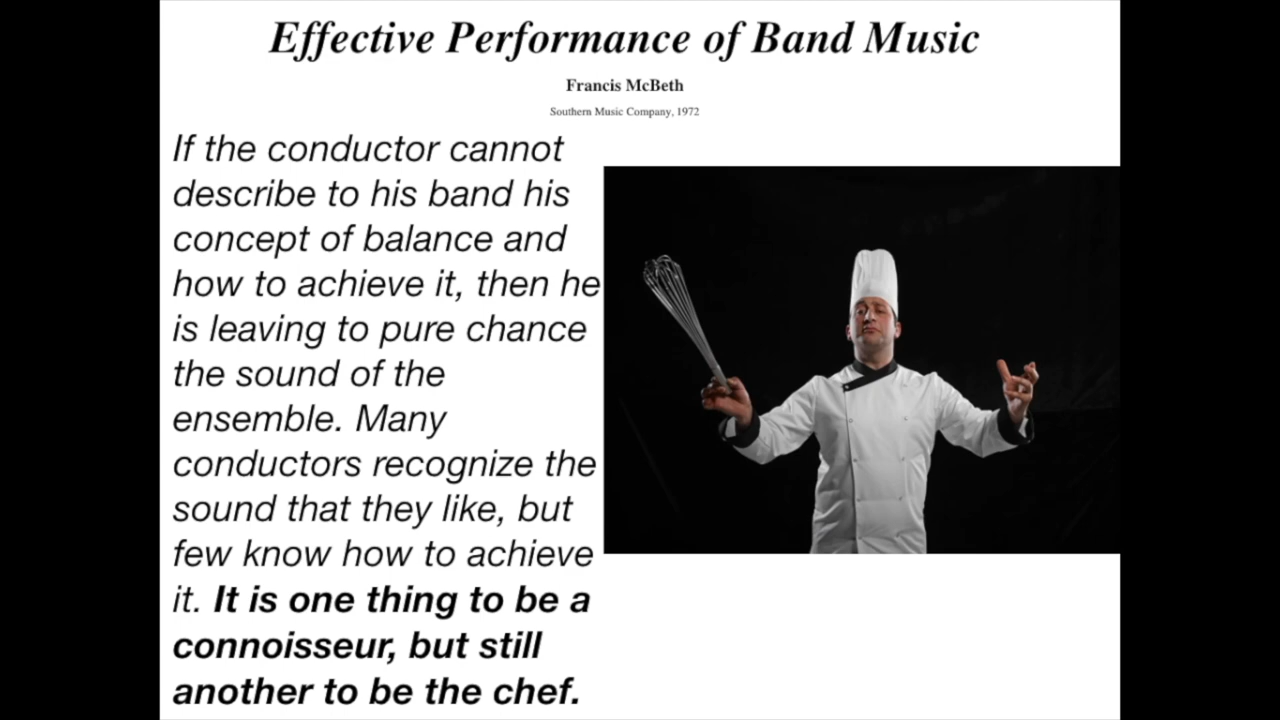 Effective Performance of Band Music
Francis McBeth
Southern Music Company, 1972
If the conductor cannot
describe to his band his
concept of balance and
how to achieve it, then he
is leaving to pure chance
the sound of the
ensemble. Many
conductors recognize the
sound that they like, but
few know how to achieve
it. It is one thing to be a
connoisseur, but still
another to be the chef.